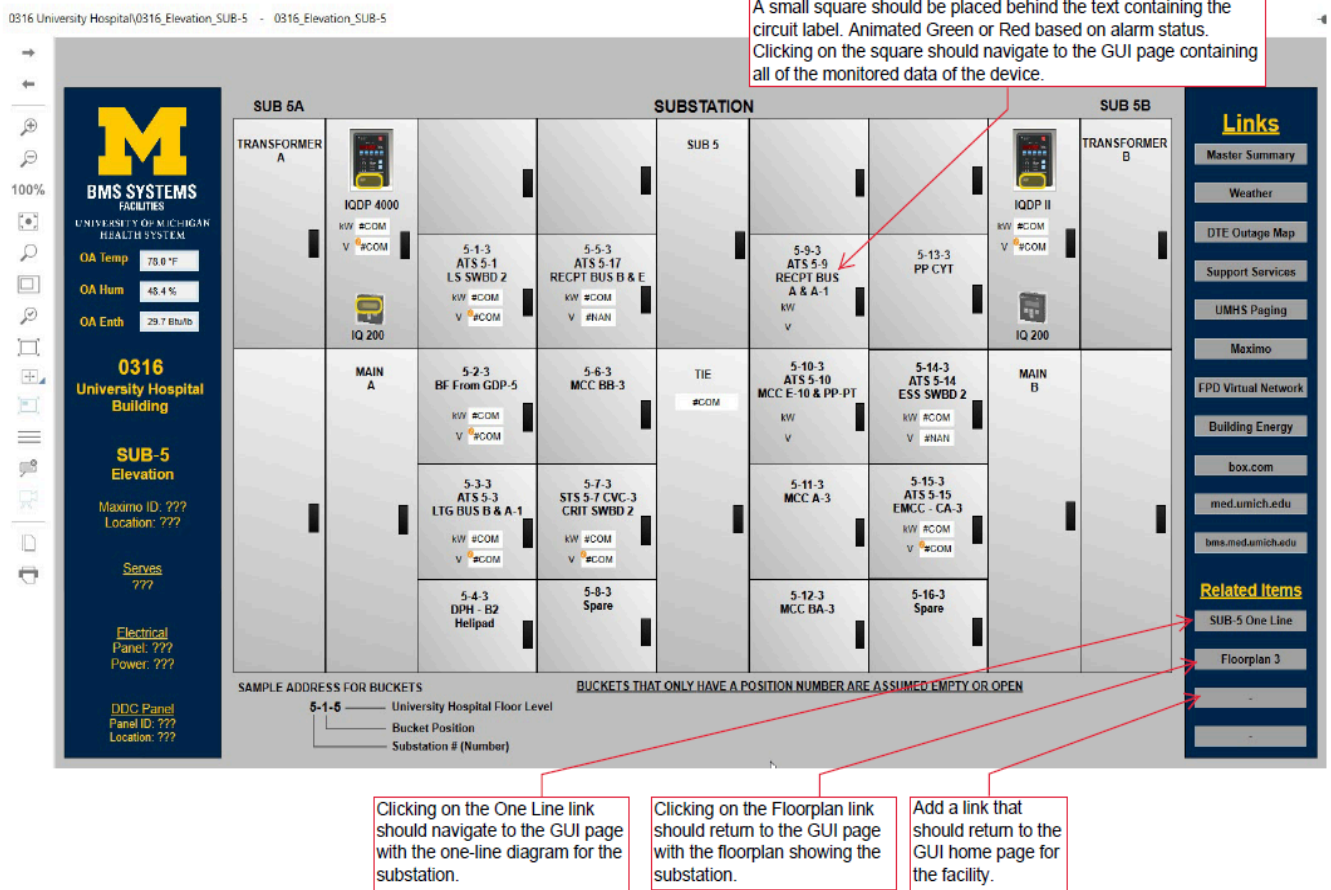 0316 University Hospital\0316_Elevation_SUB-5 - 0316_Elevation_SUB-5
A small square should be placed behind the text containing the
circuit label. Animated Green or Red based on alarm status.
Clicking on the square should navigate to the GUI page containing
all of the monitored data of the device.
100%
M
BMS SYSTEMS
FACILITIES
UNIVERSITY OF MICHIGAN
HEALTH SYSTEM
OA Temp 78.0 °F
OA Hum 48.4 %
OA Enth 29.7 Btu/lb
0316
University Hospital
Building
SUB-5
Elevation
Maximo ID: ???
Location: ???
Serves
???
Electrical
Panel: ???
Power: ???
DDC Panel
Panel ID: ???
Location: ???
SUB 5A
SUBSTATION
SUB 5B
TRANSFORMER
A
IQDP 4000
kW #COM
V #COM
IQ 200
MAIN
A
5-1-3
ATS 5-1
LS SWBD 2
kW #COM
V #COM
5-5-3
ATS 5-17
RECPT BUS B & E
kW #COM
V #NAN
5-2-3
BF From GDP-5
kW #COM
V #COM
5-6-3
MCC BB-3
5-3-3
ATS 5-3
LTG BUS B & A-1
kW #COM
V #COM
5-7-3
STS 5-7 CVC-3
CRIT SWBD 2
kW #COM
V #COM
5-4-3
DPH - B2
Helipad
5-8-3
Spare
SUB 5
TIE
#COM
5-9-3
ATS 5-9
RECPT BUS
A & A-1
kW
V
5-13-3
PP CYT
5-10-3
ATS 5-10
MCC E-10 & PP-PT
kW
V
5-14-3
ATS 5-14
ESS SWBD 2
kW #COM
V #NAN
5-11-3
MCC A-3
5-15-3
ATS 5-15
EMCC - CA-3
kW #COM
V #COM
5-12-3
MCC BA-3
5-16-3
Spare
IQDP II
kW #COM
V #COM
IQ 200
MAIN
B
TRANSFORMER
B
SAMPLE ADDRESS FOR BUCKETS
5-1-5 University Hospital Floor Level
Bucket Position
Substation # (Number)
BUCKETS THAT ONLY HAVE A POSITION NUMBER ARE ASSUMED EMPTY OR OPEN
Links
Master Summary
Weather
DTE Outage Map
Support Services
UMHS Paging
Maximo
FPD Virtual Network
Building Energy
box.com
med.umich.edu
bms.med.umich.edu
Related Items
SUB-5 One Line
Floorplan 3
-
-
Clicking on the One Line link
should navigate to the GUI page
with the one-line diagram for the
substation.
Clicking on the Floorplan link
should return to the GUI page
with the floorplan showing the
substation.
Add a link that
should return to the
GUI home page for
the facility.